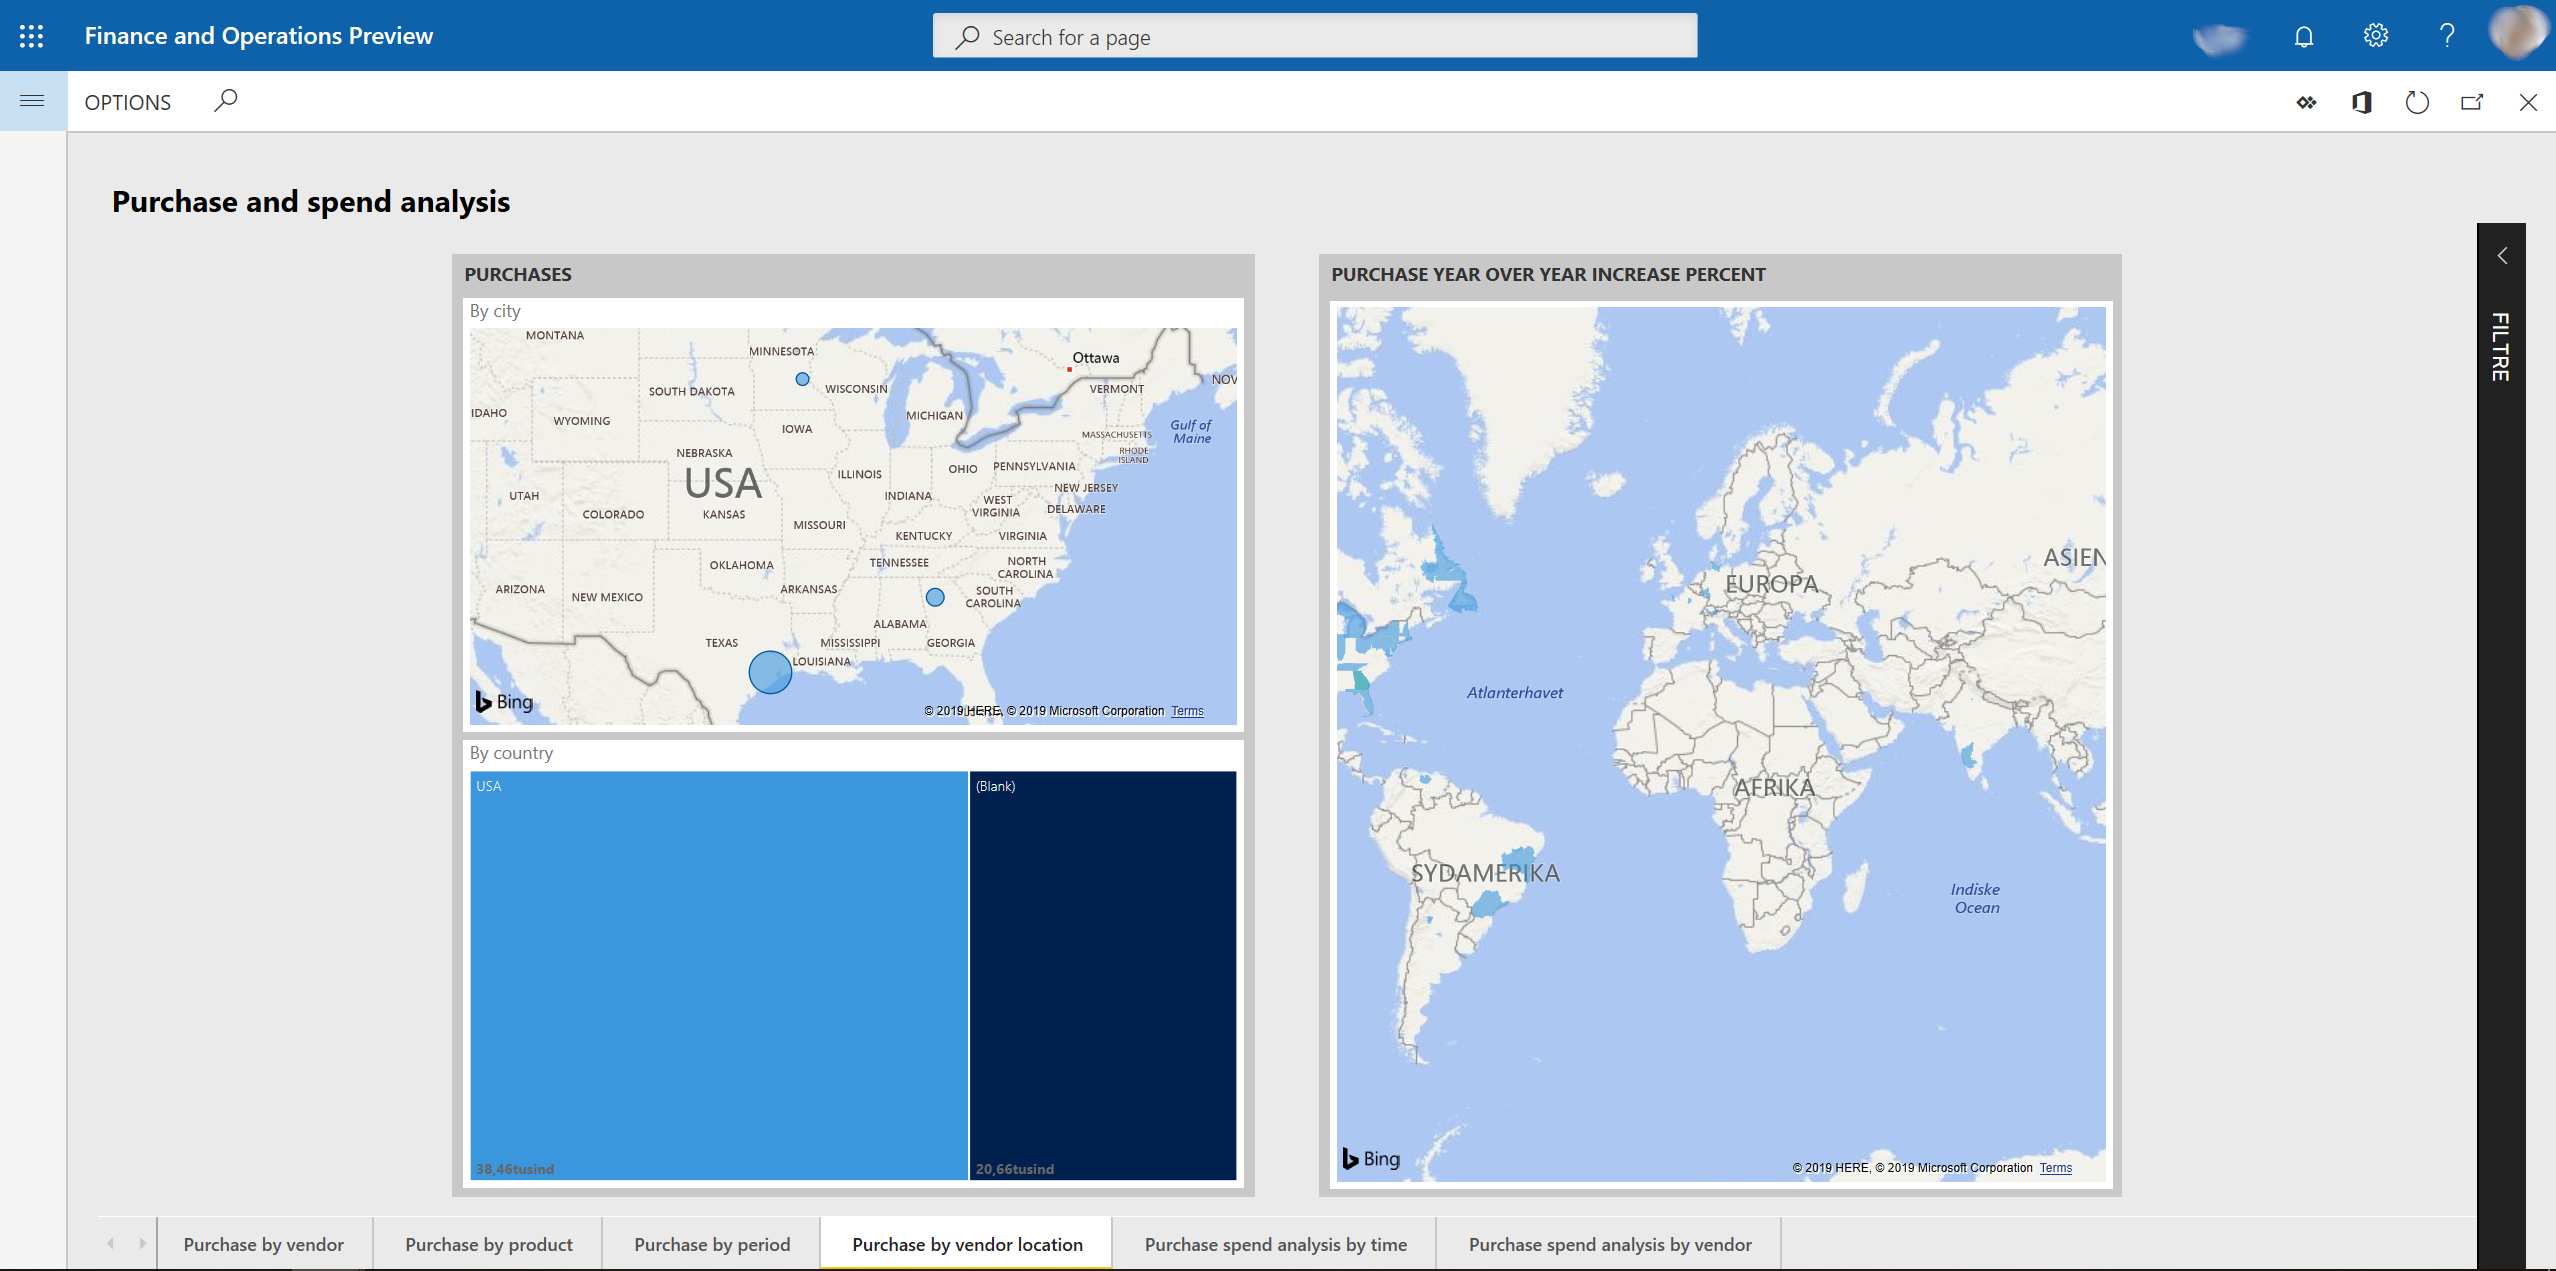 Finance and Operations Preview
Search for a page
OPTIONS
Purchase and spend analysis
PURCHASES
By city
MONTANA
MINNESOTA
Ottawa
SOUTH DAKOTA
WISCONSIN
VERMONT
NOV
IDAHO
WYOMING
MICHIGAN
IOWA
MASSACHUSETTS
Gulf of
Maine
NEBRASKA
RHODE
ISLAND
USA
ILLINOIS
OHIO
PENNSYLVANIA
UTAH
INDIANA
NEW JERSEY
COLORADO
KANSAS
WEST
VIRGINIA
DELAWARE
MISSOURI
KENTUCKY
VIRGINIA
OKLAHOMA
TENNESSEE
NORTH
CAROLINA
ARIZONA
NEW MEXICO
ARKANSAS
SOUTH
CAROLINA
ALABAMA
TEXAS
MISSISSIPPI
GEORGIA
LOUISIANA
Bing
© 2019 HERE, © 2019 Microsoft Corporation Terms
By country
USA
38,46tusind
(Blank)
20,66tusind
PURCHASE YEAR OVER YEAR INCREASE PERCENT
ASIEN
EUROPA
Atlanterhavet
AFRIKA
SYDAMERIKA
Indiske
Ocean
Bing
© 2019 HERE, © 2019 Microsoft Corporation Terms
FILTRE
Purchase by vendor
Purchase by product
Purchase by period
Purchase by vendor location
Purchase spend analysis by time
Purchase spend analysis by vendor